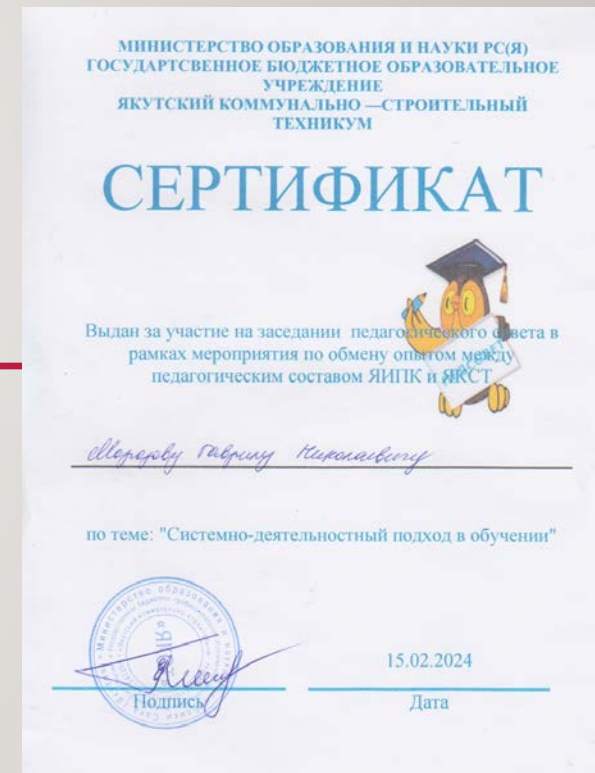 МИНИСТЕРСТВО ОБРАЗОВАНИЯ И НАУКИ РС(Я)
ГОСУДАРТСВЕННОЕ БЮДЖЕТНОЕ ОБРАЗОВАТЕЛЬНОЕ
УЧРЕЖДЕНИЕ
ЯКУТСКИЙ КОММУНАЛЬНО —СТРОИТЕЛЬНЫЙ
ТЕХНИКУМ
СЕРТИФИКАТ
Выдан за участие на заседании педагогического совета в
рамках мероприятия по обмену опытом между
педагогическим составом ЯИПК и ЯКСТ
Николаевичу
по теме: "Системно-деятельностный подход в обучении"
15.02.2024
Подпись
Дата